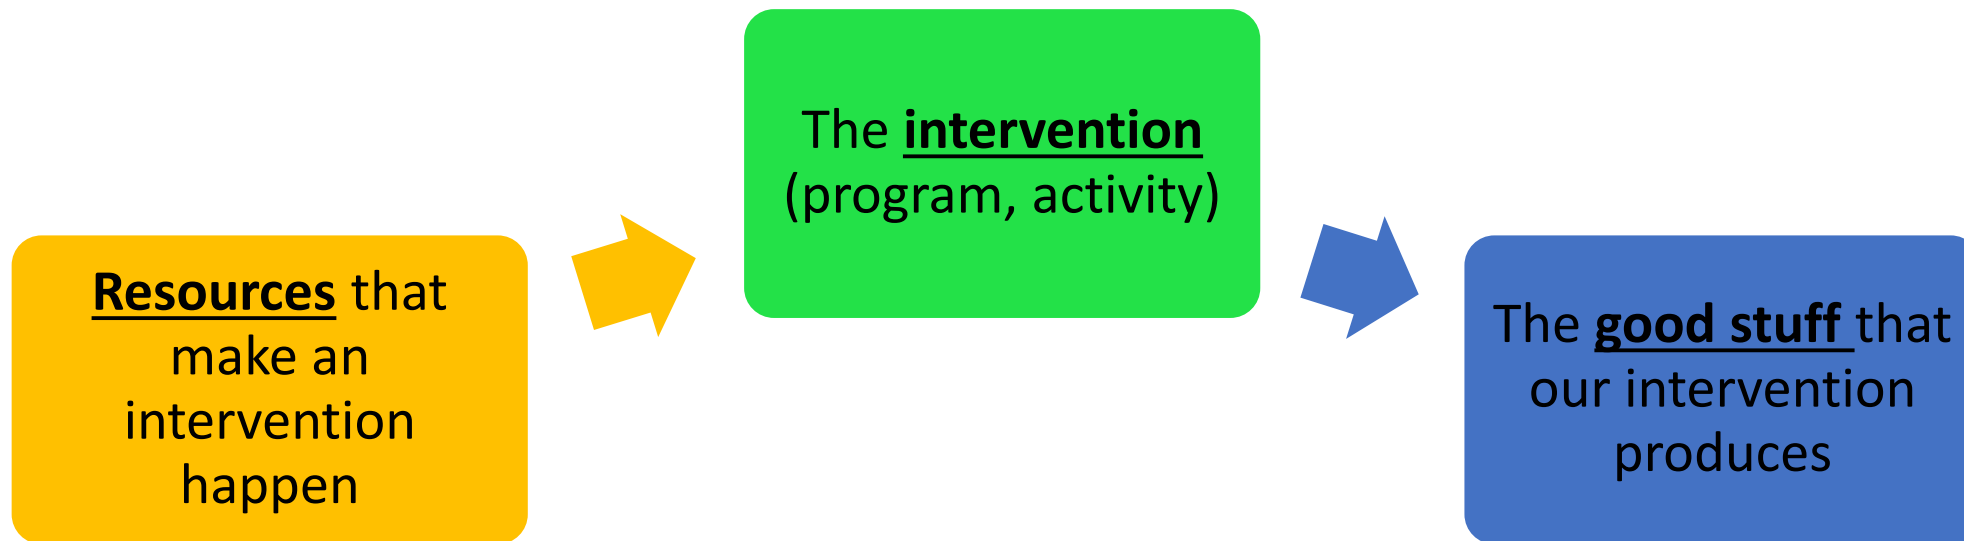 Resources that
make an
intervention
happen
The intervention
(program, activity)
The good stuff that
our intervention
produces